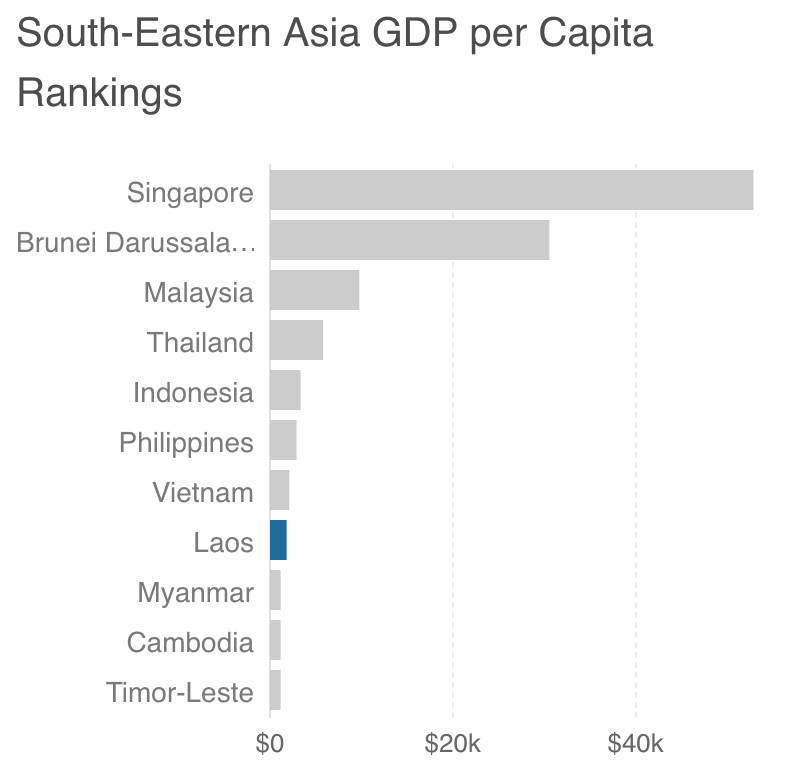 South-Eastern Asia GDP per Capita
Rankings
Singapore
Brunei Darussala…
Malaysia
Thailand
Indonesia
Philippines
Vietnam
Laos
Myanmar
Cambodia
Timor-Leste
$0 $20k $40k